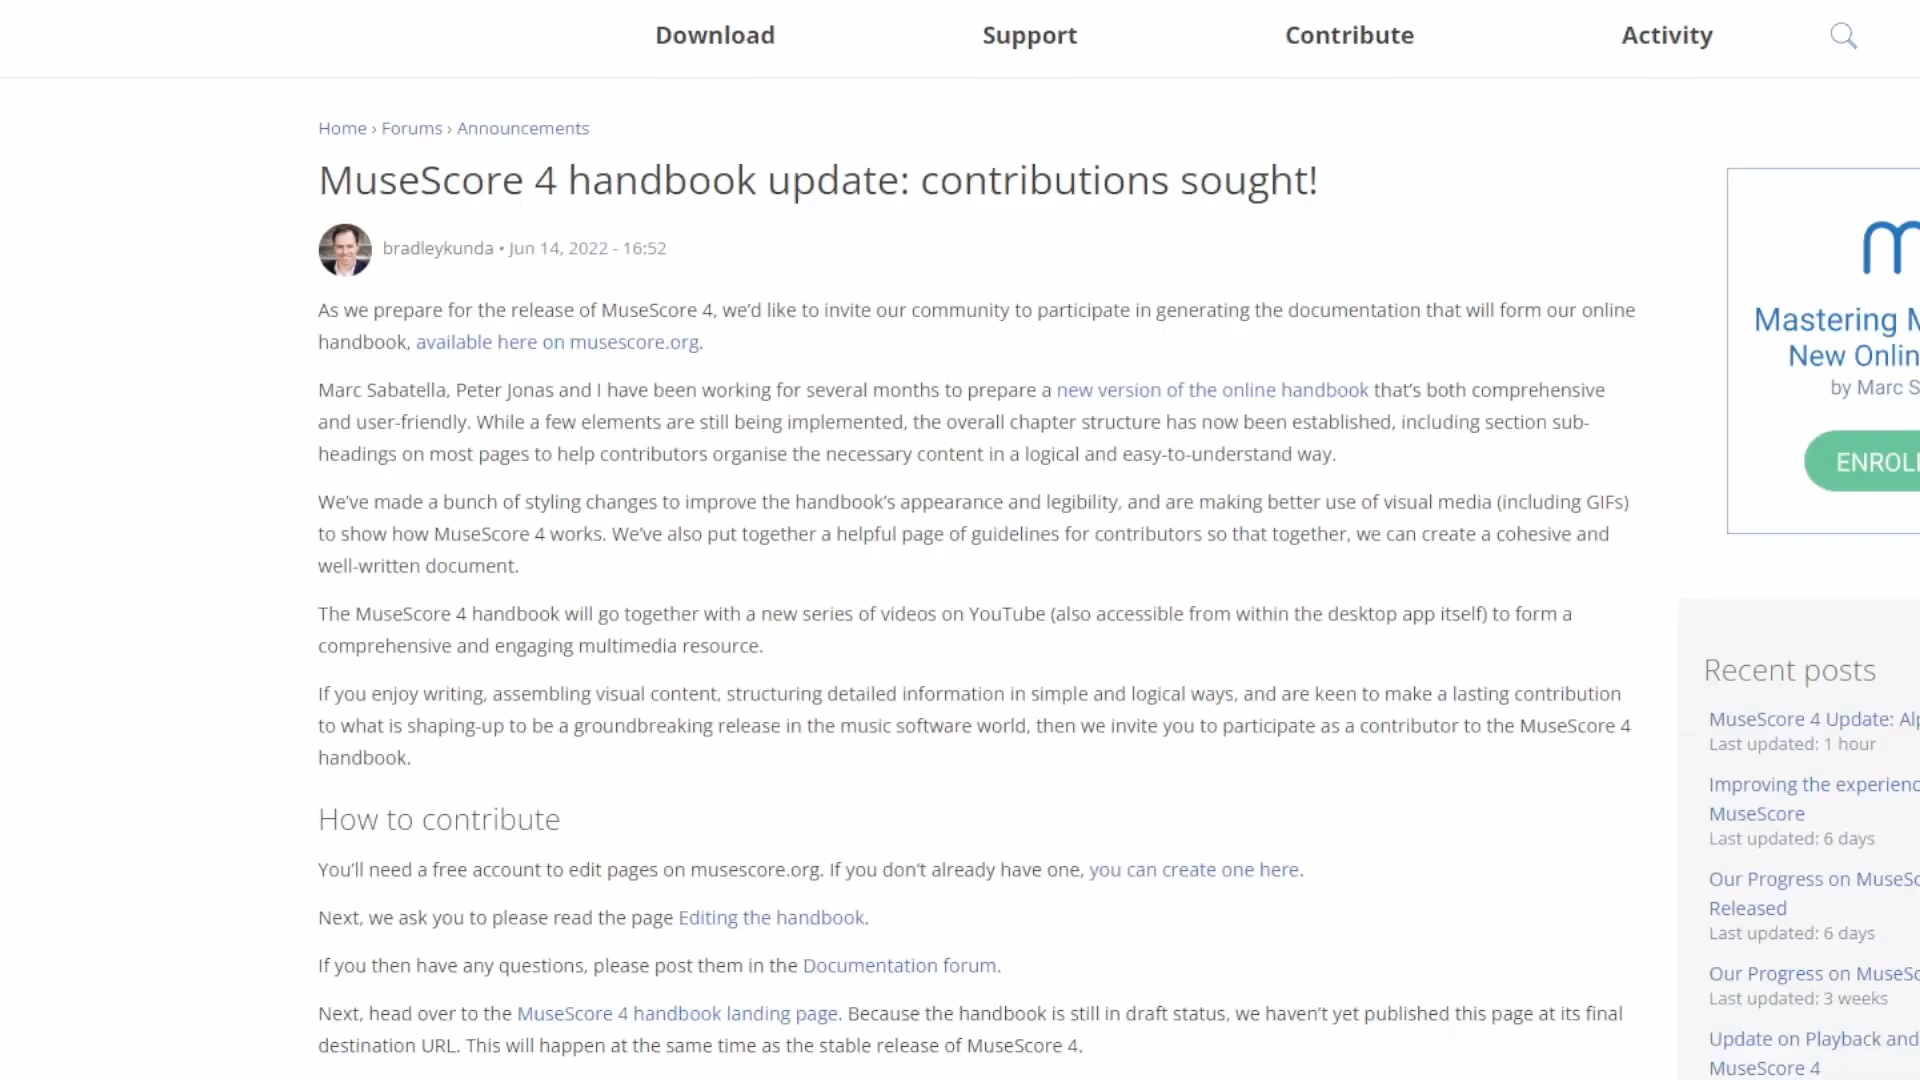 Download Support Contribute Activity
Home › Forums › Announcements
MuseScore 4 handbook update: contributions sought!
bradleykunda • Jun 14, 2022 - 16:52
As we prepare for the release of MuseScore 4, we’d like to invite our community to participate in generating the documentation that will form our online
handbook, available here on musescore.org.
Marc Sabatella, Peter Jonas and I have been working for several months to prepare a new version of the online handbook that’s both comprehensive
and user-friendly. While a few elements are still being implemented, the overall chapter structure has now been established, including section sub-
headings on most pages to help contributors organise the necessary content in a logical and easy-to-understand way.
We’ve made a bunch of styling changes to improve the handbook’s appearance and legibility, and are making better use of visual media (including GIFs)
to show how MuseScore 4 works. We’ve also put together a helpful page of guidelines for contributors so that together, we can create a cohesive and
well-written document.
The MuseScore 4 handbook will go together with a new series of videos on YouTube (also accessible from within the desktop app itself) to form a
comprehensive and engaging multimedia resource.
If you enjoy writing, assembling visual content, structuring detailed information in simple and logical ways, and are keen to make a lasting contribution
to what is shaping-up to be a groundbreaking release in the music software world, then we invite you to participate as a contributor to the MuseScore 4
handbook.
How to contribute
You’ll need a free account to edit pages on musescore.org. If you don’t already have one, you can create one here.
Next, we ask you to please read the page Editing the handbook.
If you then have any questions, please post them in the Documentation forum.
Next, head over to the MuseScore 4 handbook landing page. Because the handbook is still in draft status, we haven’t yet published this page at its final
destination URL. This will happen at the same time as the stable release of MuseScore 4.
Mastering
New
by Marc
Recent posts
MuseScore 4 Update:
Last updated: 1 hour
Improving the
MuseScore
Last updated: 6 days
Our Progress on
Released
Last updated: 6 days
Our Progress on
Last updated: 3 weeks
Update on Playback and
MuseScore 4